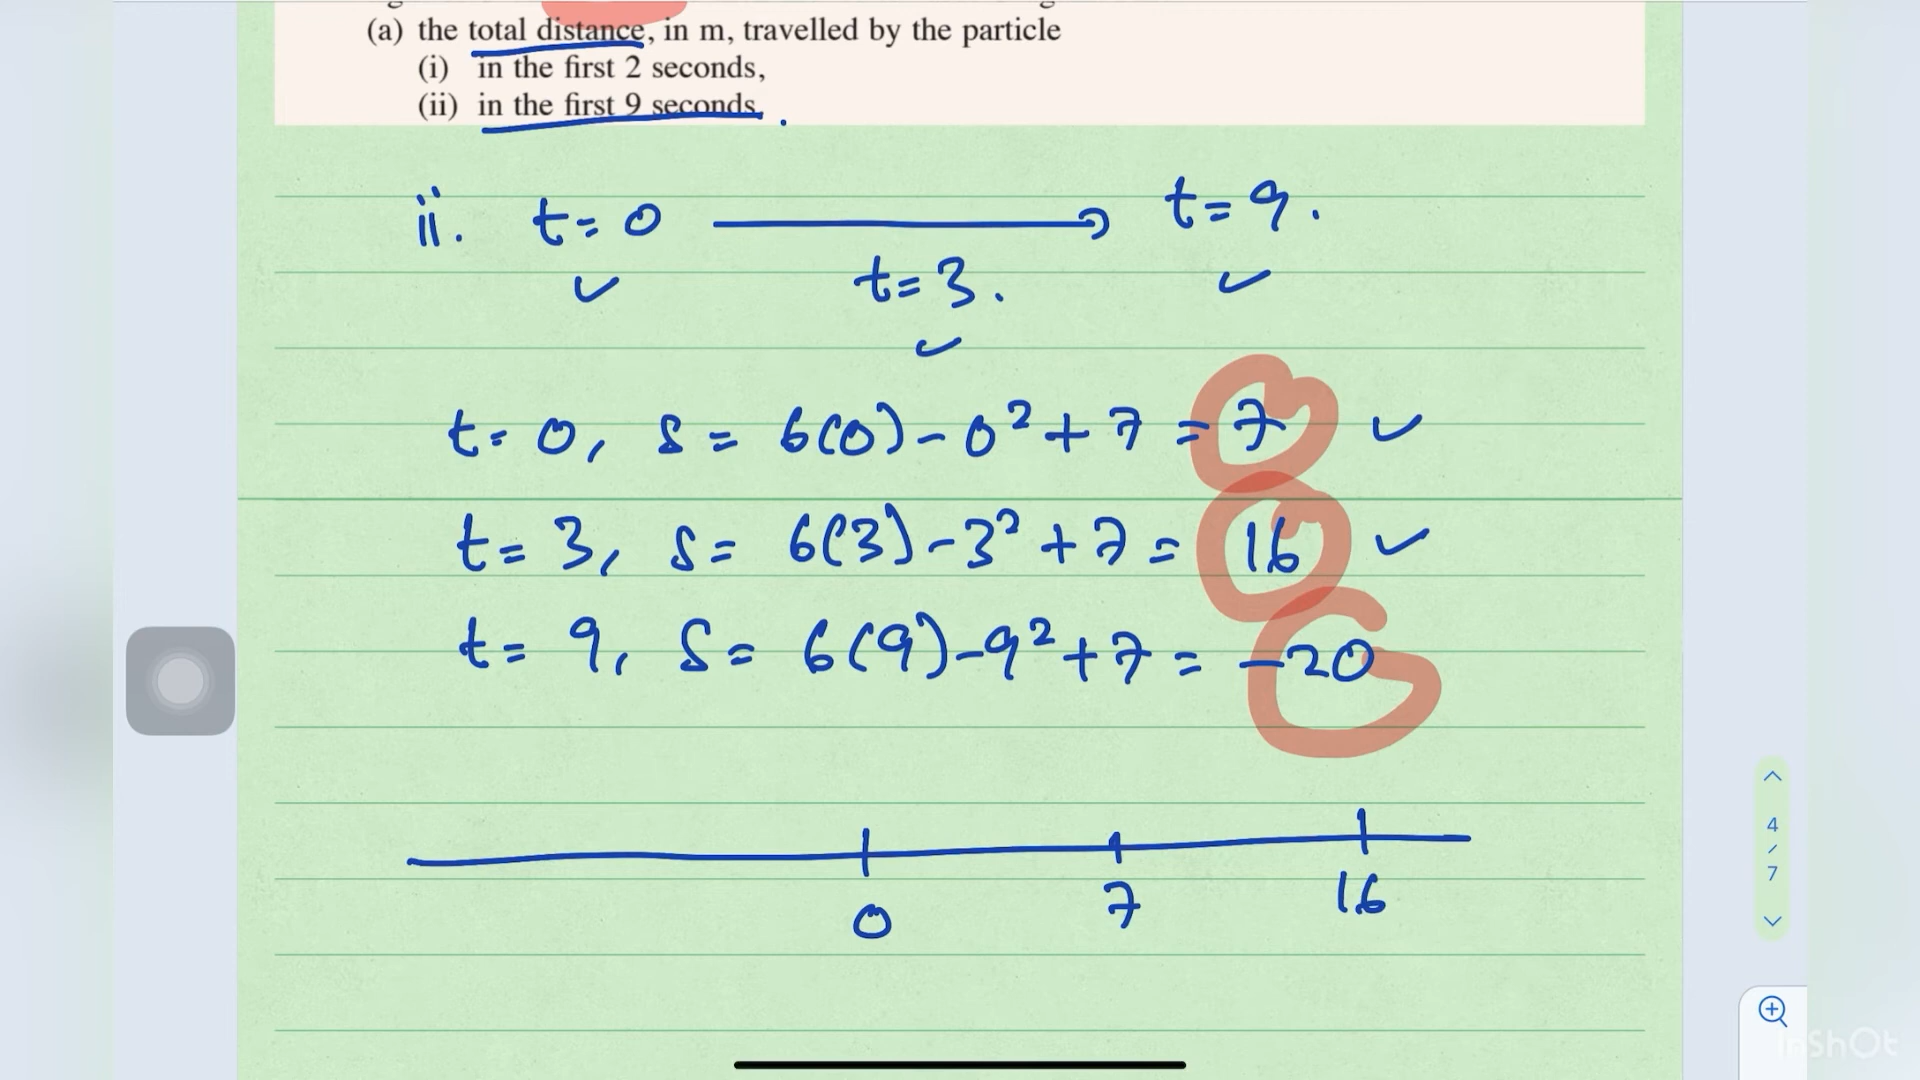 (a) the total distance, in m, travelled by the particle
(i) in the first 2 seconds,
(ii) in the first 9 seconds.
ii. t = 0 → t = 9.
t = 3.
t = 0, s = 6(0) - 0² + 7 = 7
t = 3, s = 6(3) - 3² + 7 = 16
t = 9, s = 6(9) - 9² + 7 = -20
0 7 16
4
/
7
InShOt